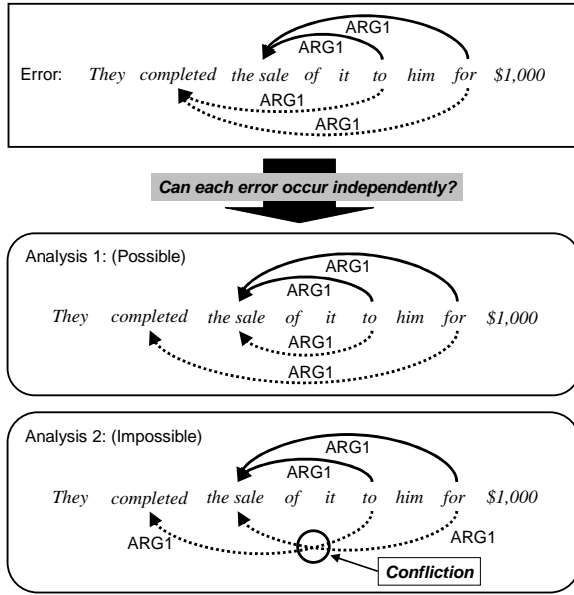 ARG1
ARG1
Error: They completed the sale of it to him for $1,000
ARG1
ARG1
Can each error occur independently?
Analysis 1: (Possible)
ARG1
ARG1
They completed the sale of it to him for $1,000
ARG1
ARG1
Analysis 2: (Impossible)
ARG1
ARG1
They completed the sale of it to him for $1,000
ARG1 ARG1
Confliction